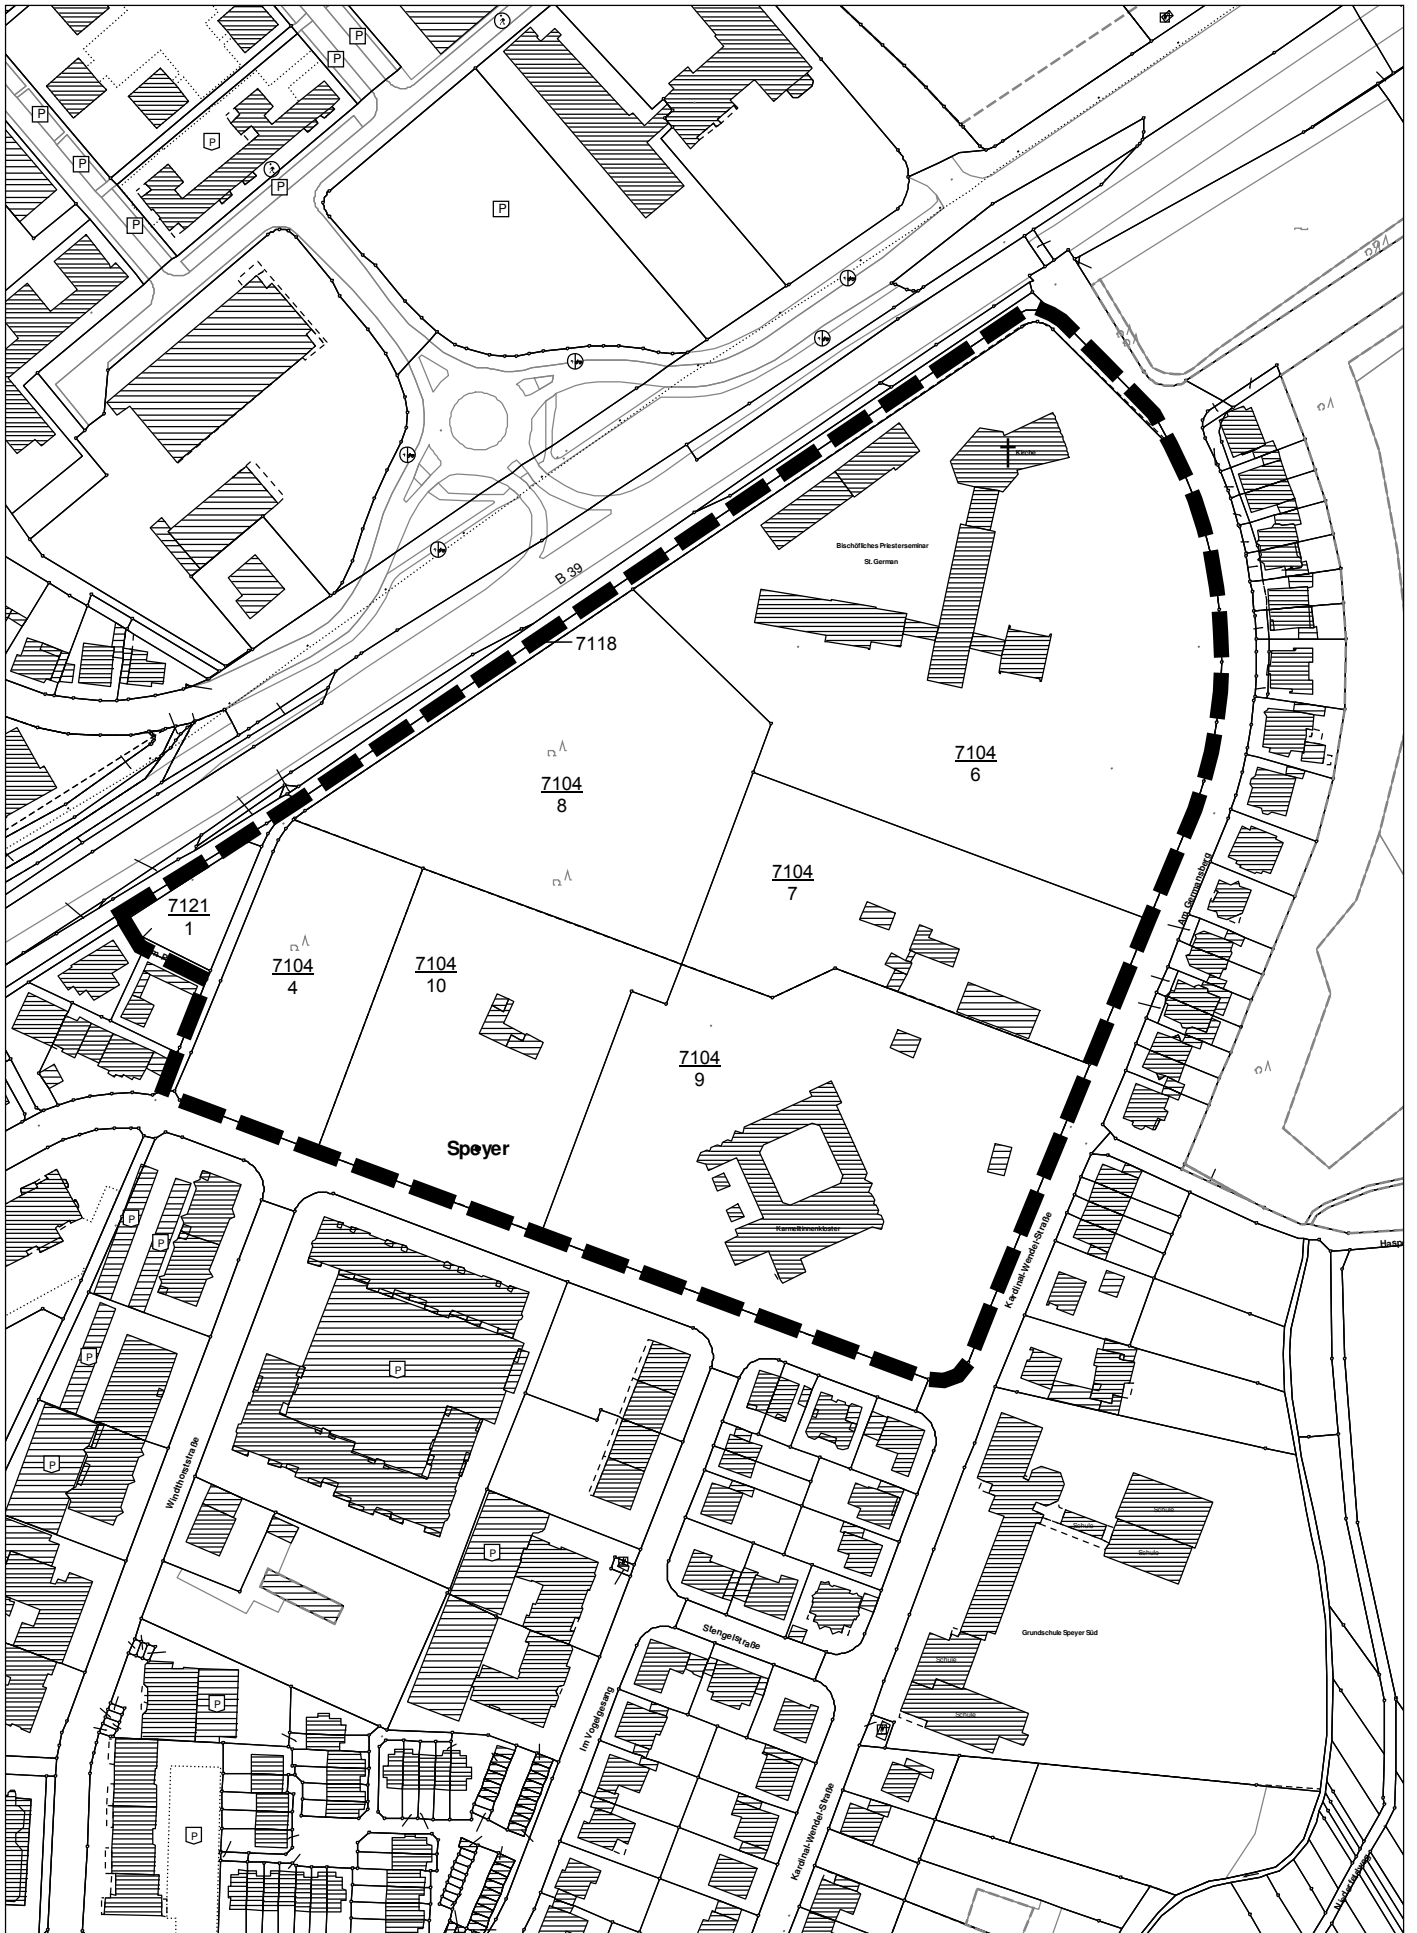 P
P
P
P
P
P
P
P
B 39
Kirche
Bischöfliches Priesterseminar
St. German
7118
7104
6
7104
8
7104
7
Am Germansberg
7121
1
7104
4
7104
10
7104
9
Speyer
Karmelitinnenkloster
Kardinal-Wendel-Straße
P
P
Hasp
P
P
P
Windthorststraße
P
Schule
Schule
Schule
Stengelstraße
Grundschule Speyer Süd
Schule
Schule
Im Vogelgesang
P
Kardinal-Wendel-Straße
P